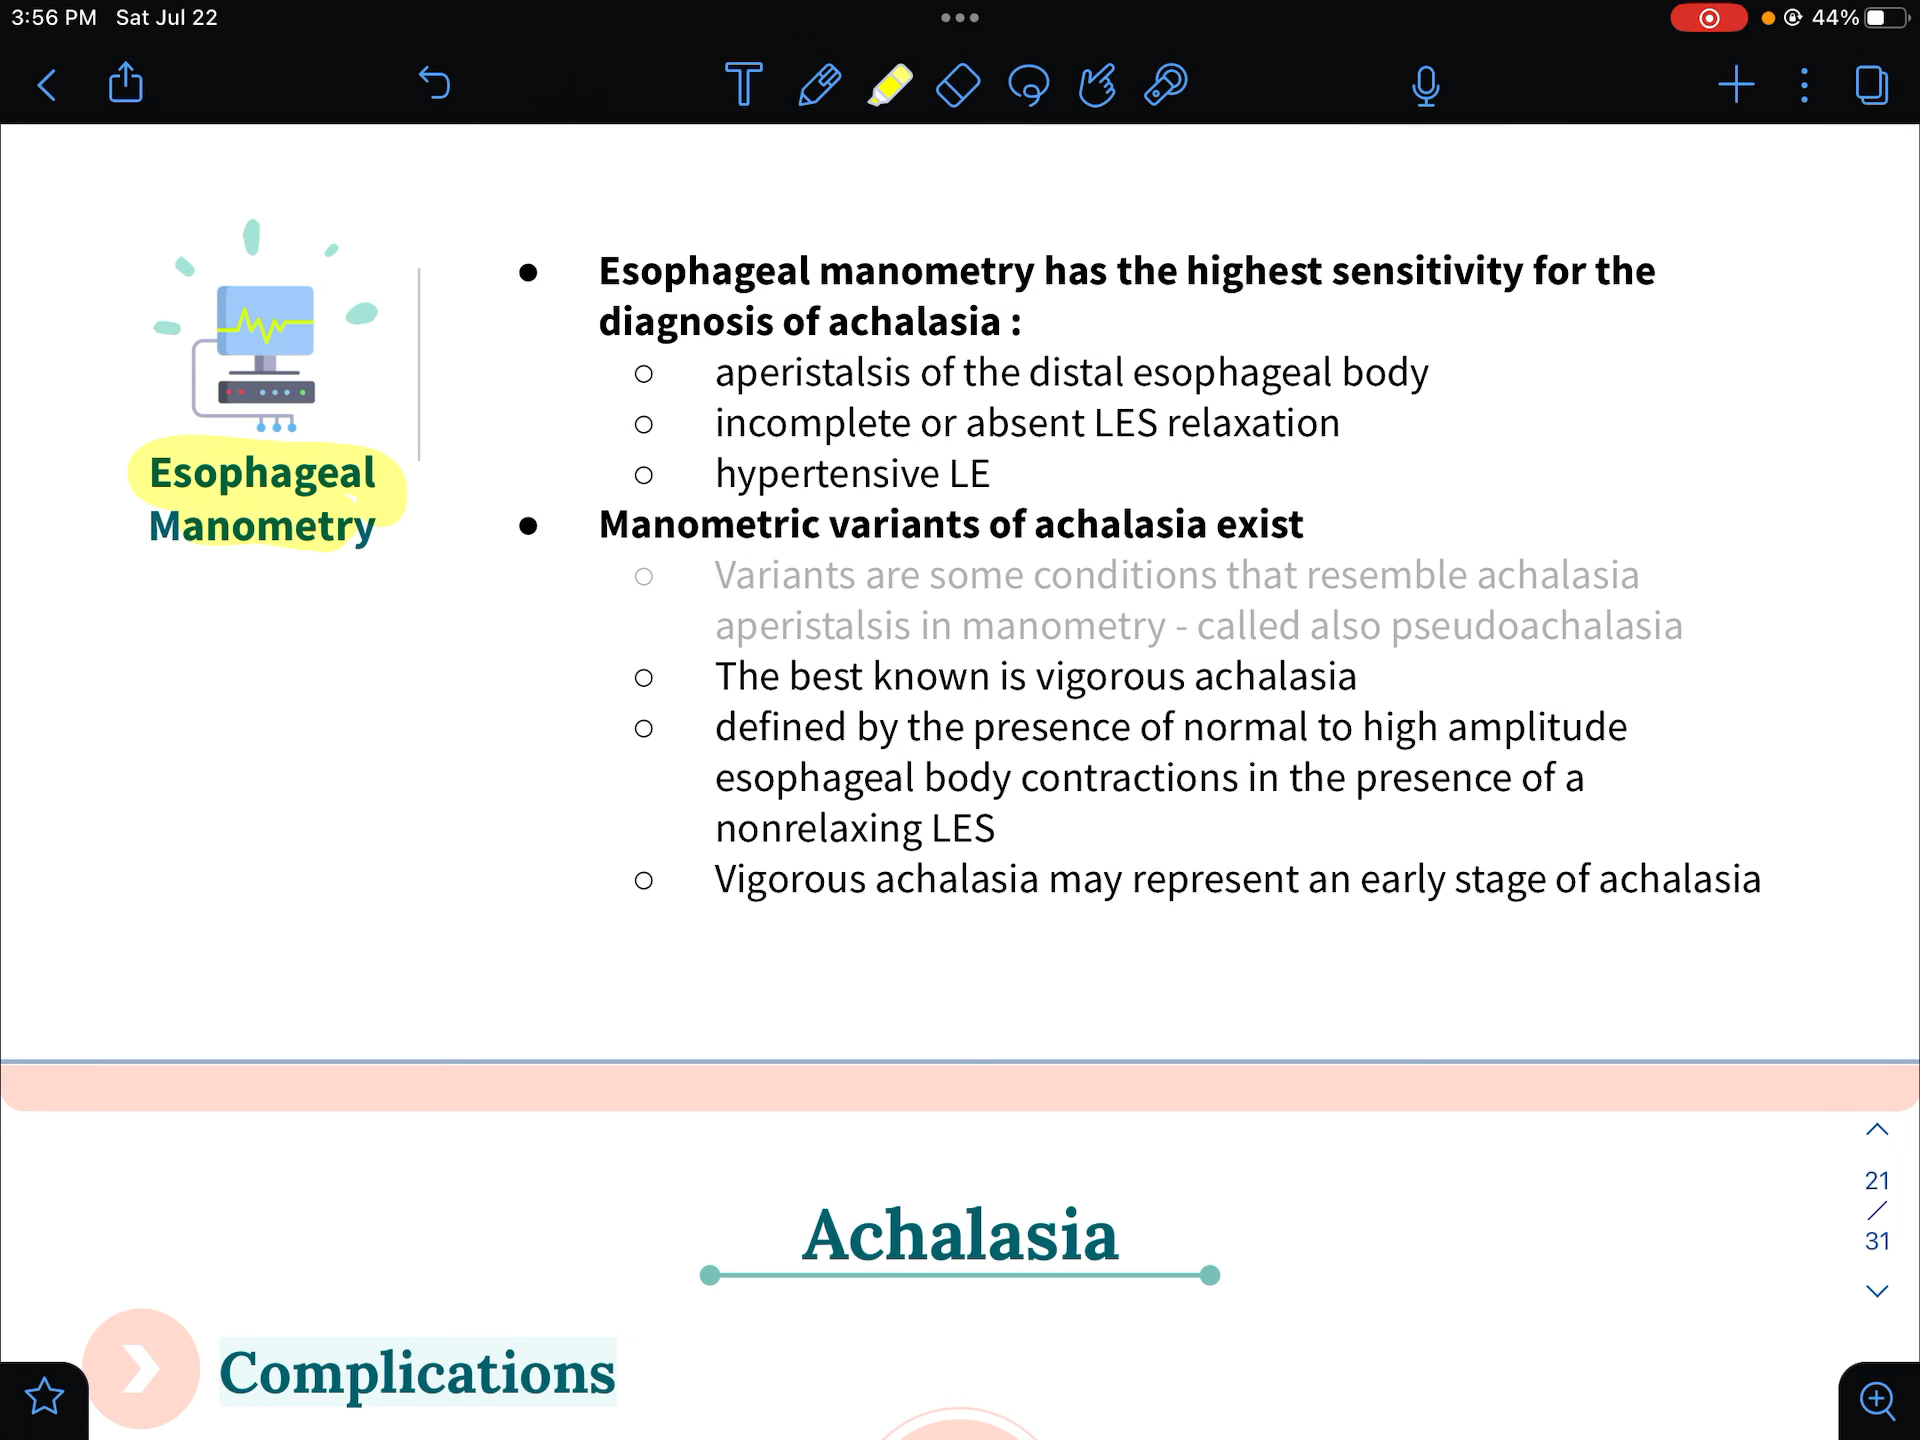 3:56 PM Sat Jul 22
44%
Esophageal
Manometry
● Esophageal manometry has the highest sensitivity for the
diagnosis of achalasia :
○ aperistalsis of the distal esophageal body
○ incomplete or absent LES relaxation
○ hypertensive LE
● Manometric variants of achalasia exist
○ Variants are some conditions that resemble achalasia
aperistalsis in manometry - called also pseudoachalasia
○ The best known is vigorous achalasia
○ defined by the presence of normal to high amplitude
esophageal body contractions in the presence of a
nonrelaxing LES
○ Vigorous achalasia may represent an early stage of achalasia
21
/
31
Achalasia
Complications